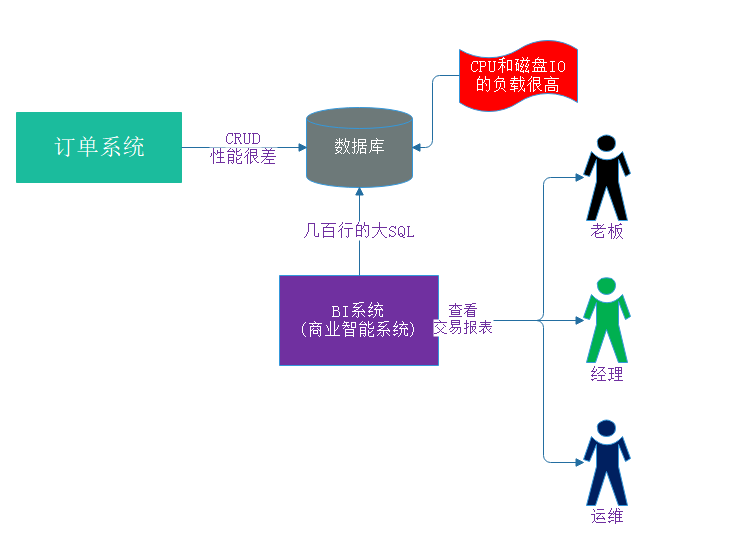 CPU和磁盘IO
的负载很高
订单系统
CRUD
性能很差
数据库
几百行的大SQL
老板
BI系统
(商业智能系统)
查看
交易报表
经理
运维